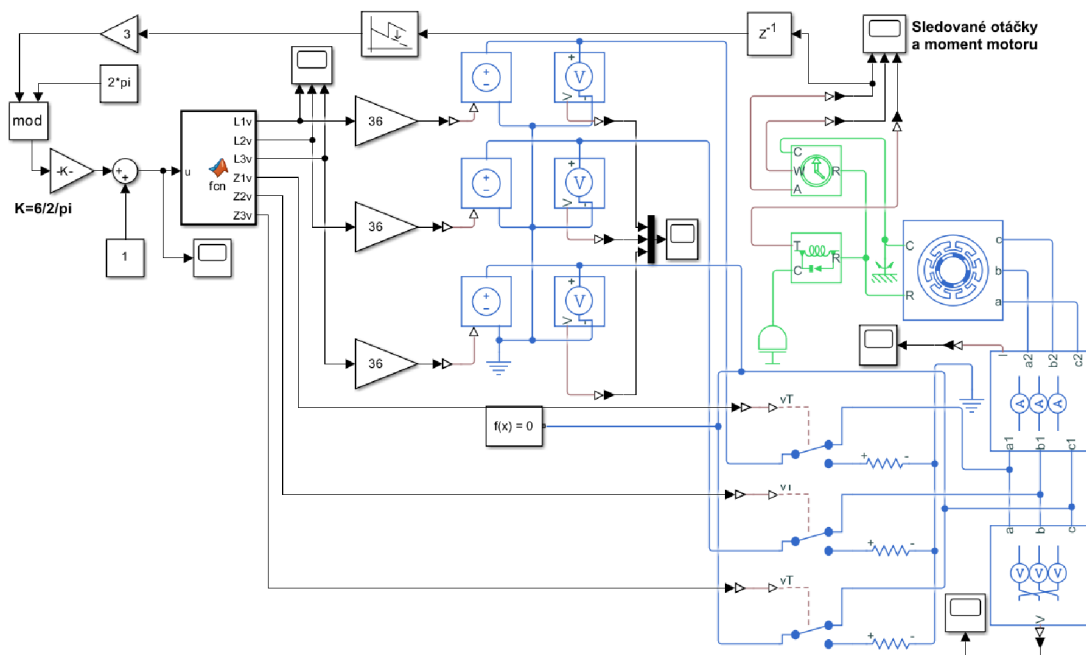 Sledované otáčky
a moment motoru
3
Z⁻¹
2*pi
mod
-K-
K=6/2/pi
1
u
fcn
L1v
L2v
L3v
Z1v
Z2v
Z3v
36
36
36
V
V
V
V
V
V
C
W
A
R
T
C
R
C
R
c
b
a
I
a2
b2
c2
A
A
A
a1
b1
c1
f(x) = 0
vT
vT
vT
a
b
c
V
V
V
V